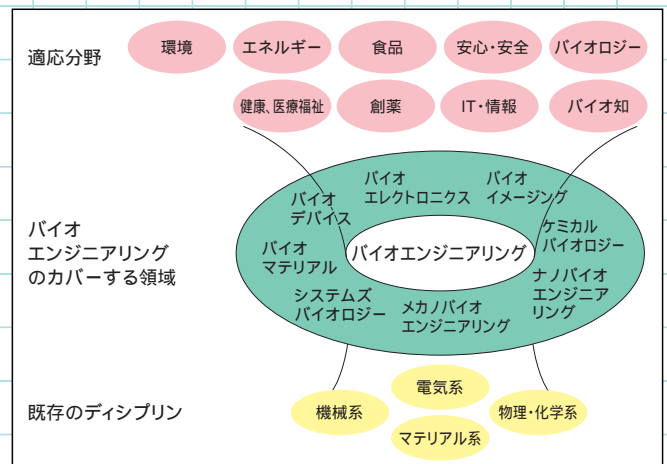 適応分野
環境
エネルギー
食品
安心・安全
バイオロジー
健康、医療福祉
創薬
IT・情報
バイオ知
バイオ
エンジニアリング
のカバーする領域
バイオ
デバイス
バイオ
エレクトロニクス
バイオ
イメージング
バイオ
マテリアル
バイオエンジニアリング
ケミカル
バイオロジー
システムズ
バイオロジー
メカノバイオ
エンジニアリング
ナノバイオ
エンジニア
リング
既存のディシプリン
機械系
電気系
マテリアル系
物理・化学系